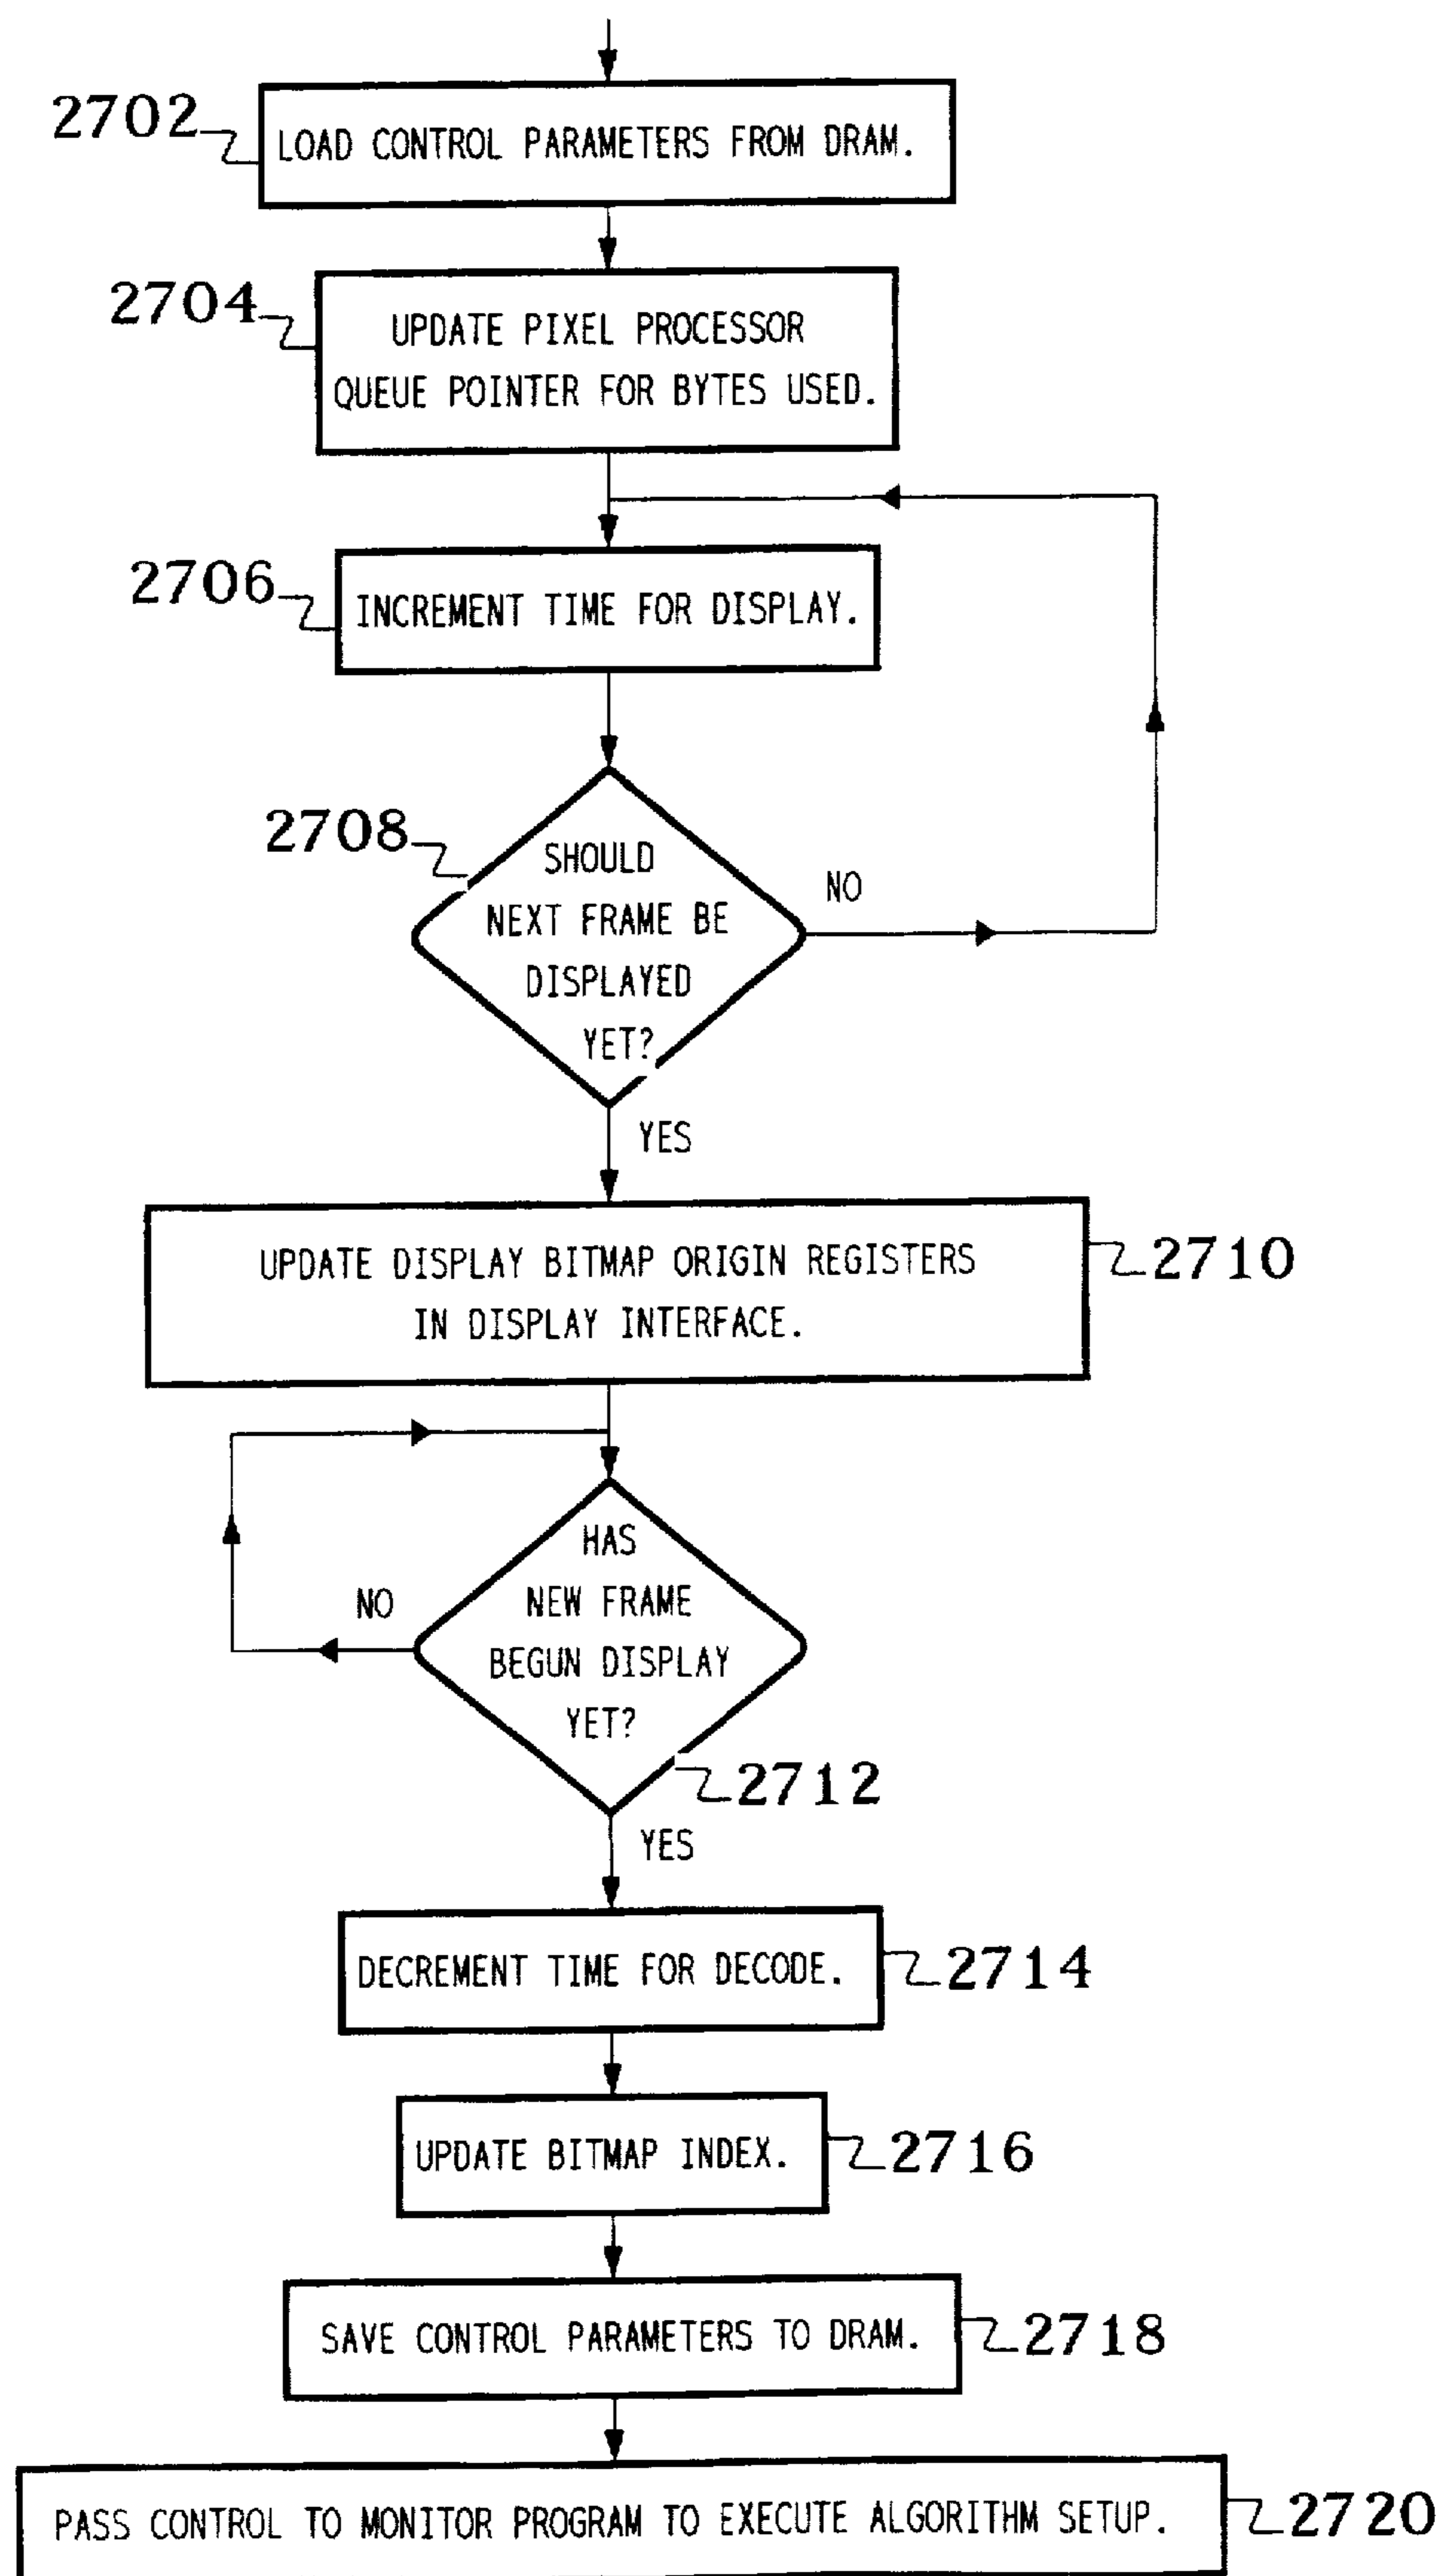 2702
LOAD CONTROL PARAMETERS FROM DRAM.
2704
UPDATE PIXEL PROCESSOR
QUEUE POINTER FOR BYTES USED.
2706
INCREMENT TIME FOR DISPLAY.
2708
SHOULD
NEXT FRAME BE
DISPLAYED
YET?
NO
YES
UPDATE DISPLAY BITMAP ORIGIN REGISTERS
IN DISPLAY INTERFACE.
2710
HAS
NEW FRAME
BEGUN DISPLAY
YET?
NO
2712
YES
DECREMENT TIME FOR DECODE.
2714
UPDATE BITMAP INDEX.
2716
SAVE CONTROL PARAMETERS TO DRAM.
2718
PASS CONTROL TO MONITOR PROGRAM TO EXECUTE ALGORITHM SETUP.
2720